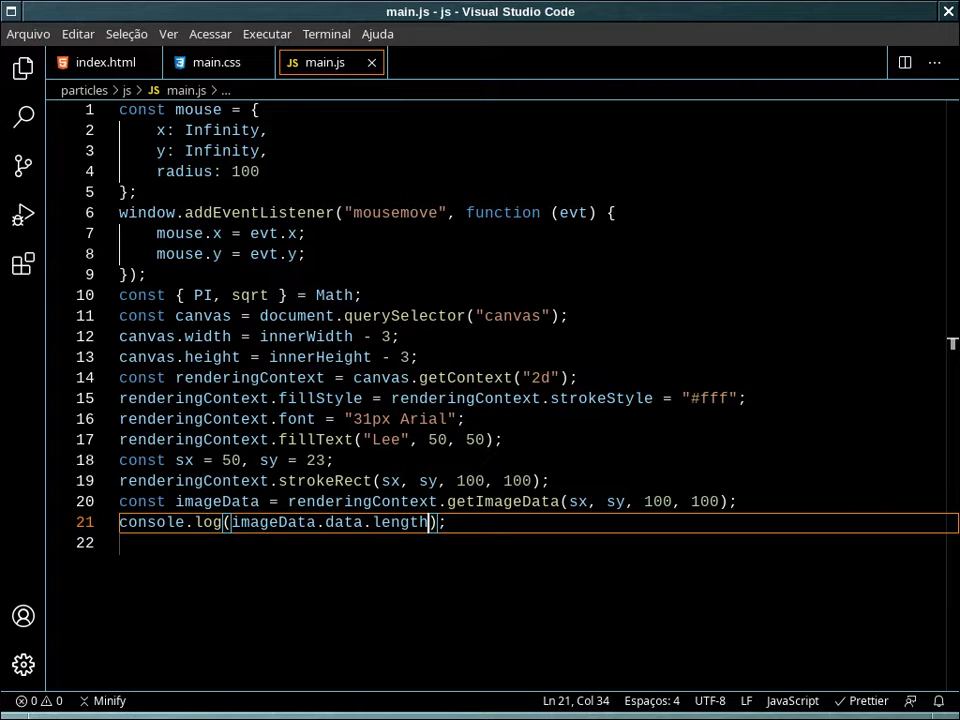 main.js - js - Visual Studio Code
Arquivo Editar Seleção Ver Acessar Executar Terminal Ajuda
index.html main.css JS main.js
particles > js > JS main.js > ...
1 const mouse = {
2 x: Infinity,
3 y: Infinity,
4 radius: 100
5 };
6 window.addEventListener("mousemove", function (evt) {
7 mouse.x = evt.x;
8 mouse.y = evt.y;
9 });
10 const { PI, sqrt } = Math;
11 const canvas = document.querySelector("canvas");
12 canvas.width = innerWidth - 3;
13 canvas.height = innerHeight - 3;
14 const renderingContext = canvas.getContext("2d");
15 renderingContext.fillStyle = renderingContext.strokeStyle = "#fff";
16 renderingContext.font = "31px Arial";
17 renderingContext.fillText("Lee", 50, 50);
18 const sx = 50, sy = 23;
19 renderingContext.strokeRect(sx, sy, 100, 100);
20 const imageData = renderingContext.getImageData(sx, sy, 100, 100);
21 console.log(imageData.data.length);
22
0 0 Minify Ln 21, Col 34 Espaços: 4 UTF-8 LF JavaScript Prettier